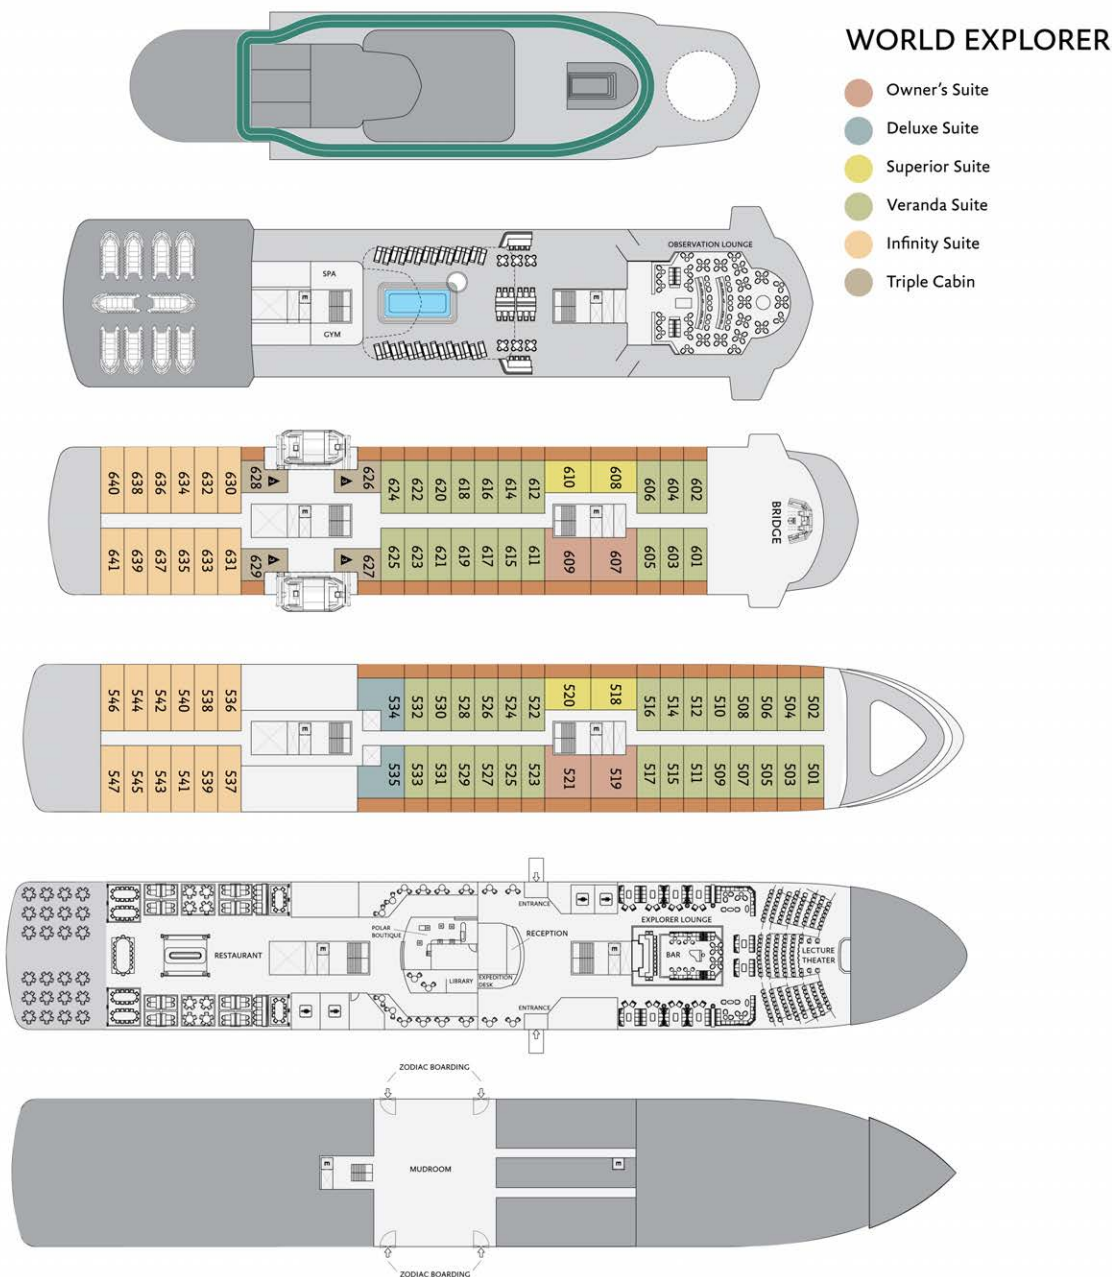 WORLD EXPLORER
Owner's Suite
Deluxe Suite
Superior Suite
Veranda Suite
Infinity Suite
Triple Cabin
OBSERVATION LOUNGE
SPA
E
E
GYM
640 638 636 634 632 630 628 626 624 622 620 618 616 614 612 610 608 606 604 602
E
E
BRIDGE
641 639 637 635 633 631 629 627 625 623 621 619 617 615 611 609 607 605 603 601
546 544 542 540 538 536 534 532 530 528 526 524 522 520 518 516 514 512 510 508 506 504 502
E
E
547 545 543 541 539 537 535 533 531 529 527 525 523 521 519 517 515 511 509 507 505 503 501
ENTRANCE
EXPLORER LOUNGE
POLAR
BOUTIQUE
RECEPTION
RESTAURANT
E
E
BAR
LECTURE
THEATER
LIBRARY
EXPEDITION
DESK
ENTRANCE
ZODIAC BOARDING
E
MUDROOM
E
ZODIAC BOARDING